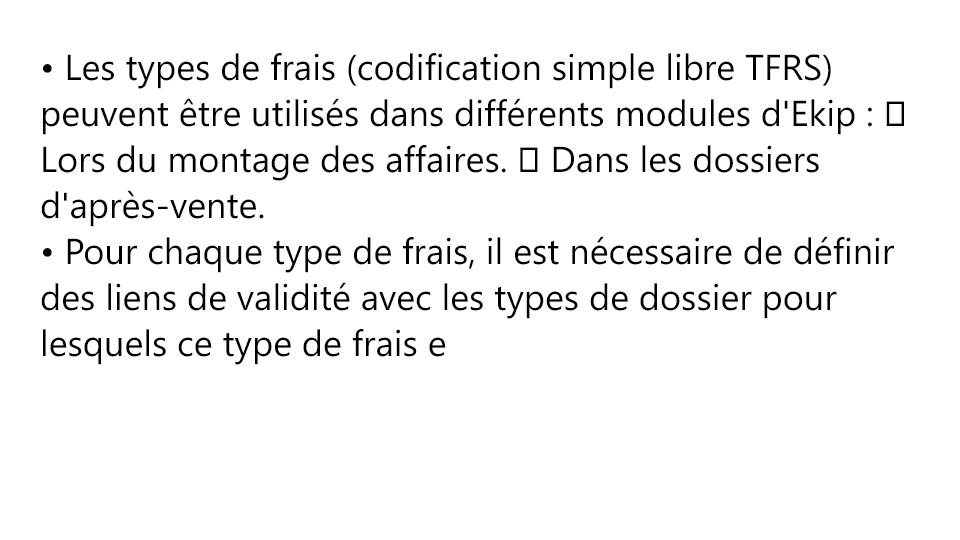 • Les types de frais (codification simple libre TFRS)
peuvent être utilisés dans différents modules d'Ekip : 
Lors du montage des affaires.  Dans les dossiers
d'après-vente.
• Pour chaque type de frais, il est nécessaire de définir
des liens de validité avec les types de dossier pour
lesquels ce type de frais e